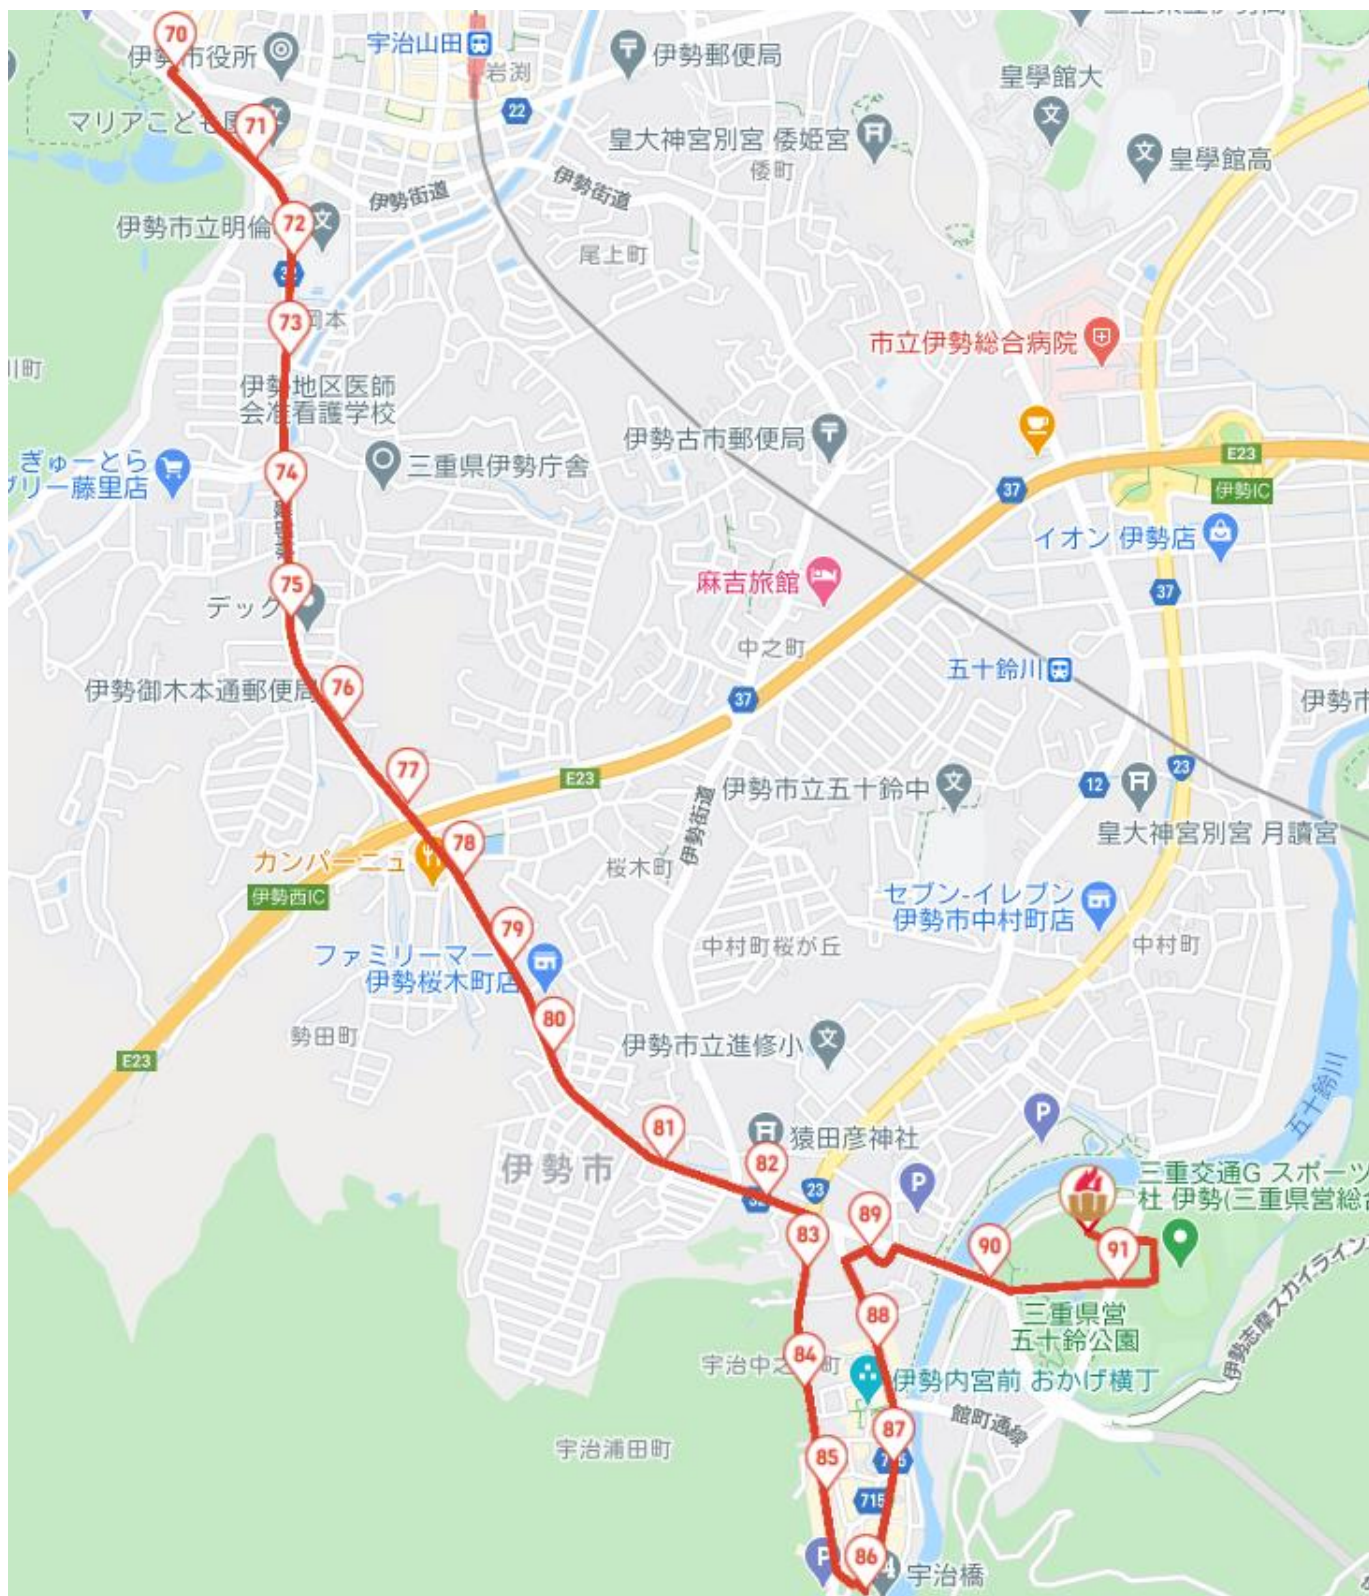 70
伊勢市役所
宇治山田
岩渕
伊勢郵便局
22
皇學館大
マリアこども園
71
皇大神宮別宮 倭姫宮
倭町
皇學館高
伊勢街道
伊勢街道
伊勢市立明倫
72
尾上町
73
岡本
市立伊勢総合病院
川町
伊勢地区医師
会准看護学校
伊勢古市郵便局
ぎゅーとら
ブリー藤里店
三重県伊勢庁舎
74
E23
37
伊勢IC
イオン 伊勢店
75
デック
麻吉旅館
37
中之町
五十鈴川
伊勢御木本通郵便局
76
37
伊勢市
77
E23
伊勢市立五十鈴中
12
23
伊勢街道
皇大神宮別宮 月讀宮
78
カンパーニュ
桜木町
伊勢西IC
セブン-イレブン
伊勢市中村町店
79
ファミリーマー
伊勢桜木町店
中村町桜が丘
中村町
80
勢田町
伊勢市立進修小
E23
五十鈴川
P
81
猿田彦神社
伊勢市
82
23
P
三重交通G スポーツ
杜 伊勢(三重県営総合
83
89
90
91
88
三重県営
五十鈴公園
伊勢志摩スカイライン
84
宇治中之町
伊勢内宮前 おかげ横丁
館町通線
87
宇治浦田町
85
715
P
86
宇治橋